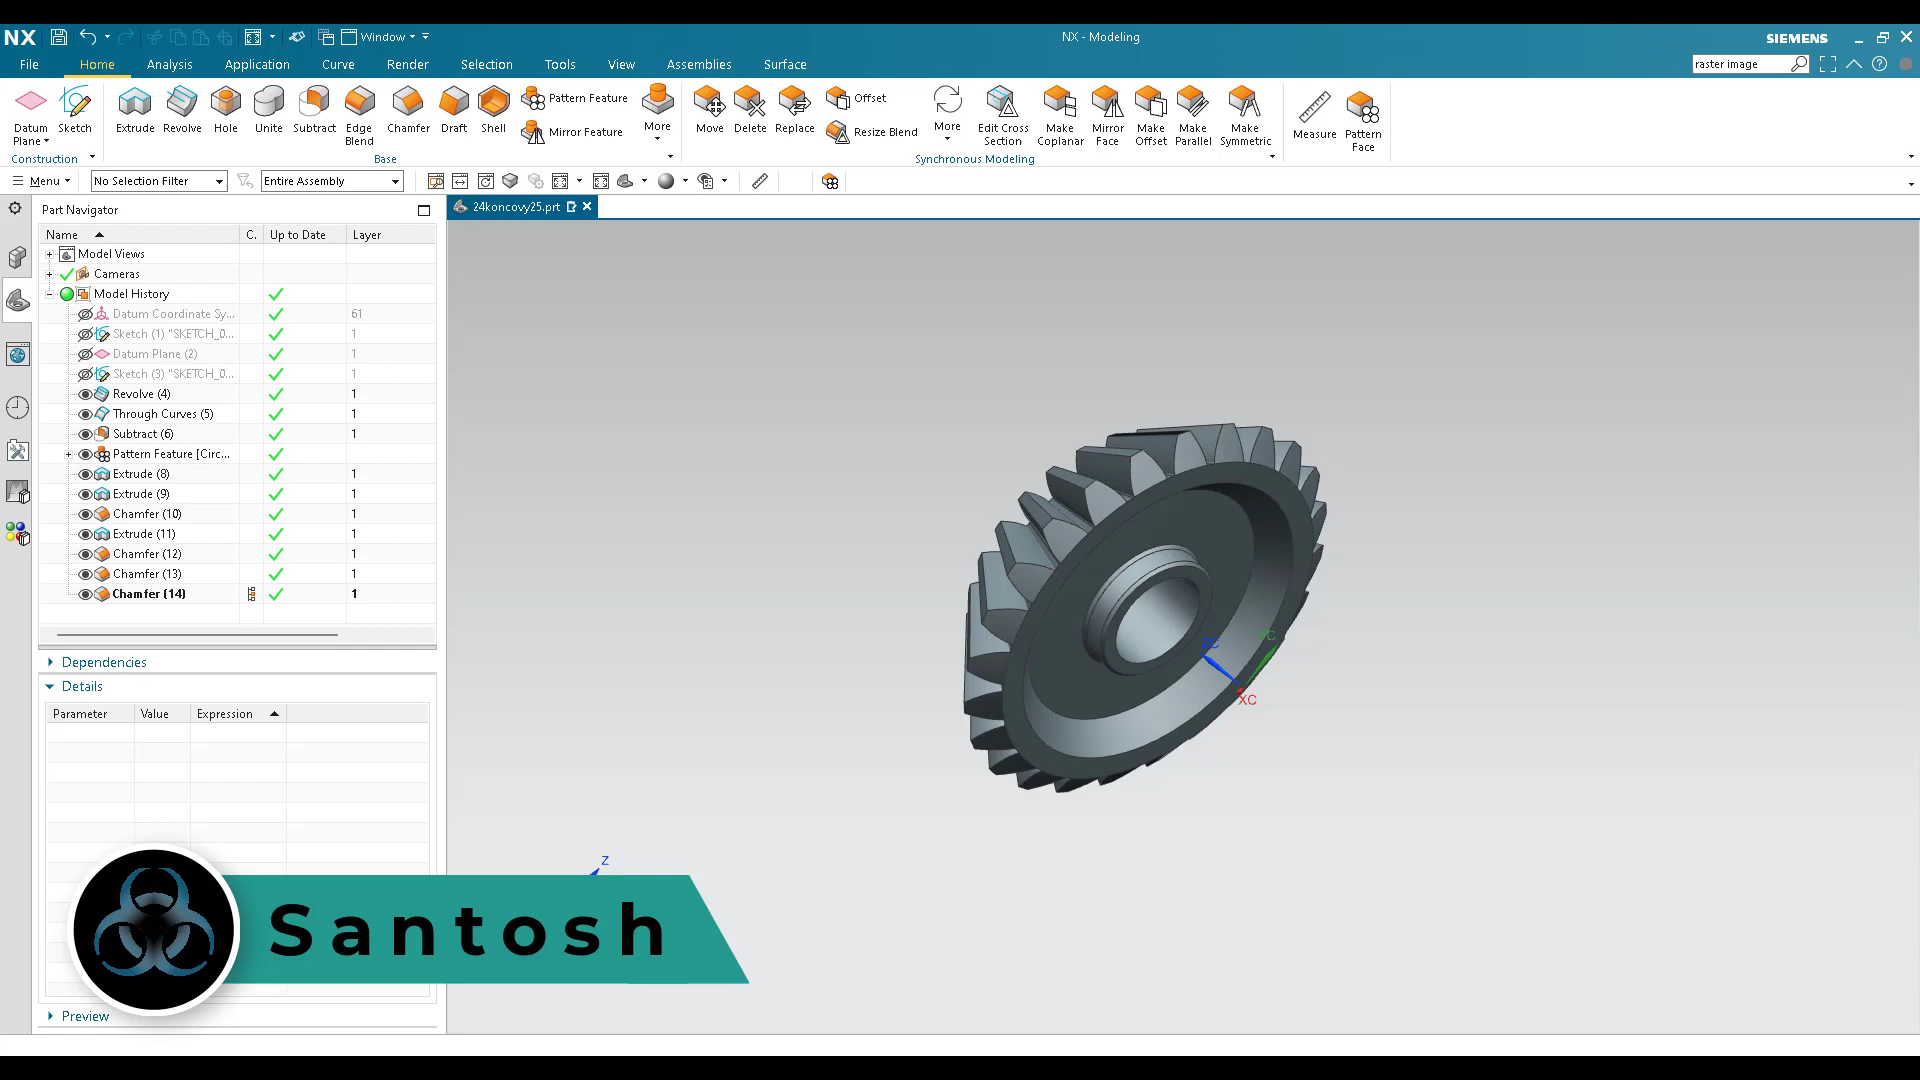 NX
Window
NX - Modeling
SIEMENS
File Home Analysis Application Curve Render Selection Tools View Assemblies Surface
raster image
Datum Plane
Sketch
Extrude
Revolve
Hole
Unite
Subtract
Edge Blend
Chamfer
Draft
Shell
Pattern Feature
Mirror Feature
More
Move
Delete
Replace
Offset
Resize Blend
More
Edit Cross Section
Make Coplanar
Mirror Face
Make Offset
Make Parallel
Make Symmetric
Measure
Pattern Face
Construction
Base
Synchronous Modeling
Menu
No Selection Filter
Entire Assembly
Part Navigator
24koncovy25.prt
Name C. Up to Date Layer
Model Views
Cameras
Model History
Datum Coordinate Sy... 61
Sketch (1) "SKETCH_0... 1
Datum Plane (2) 1
Sketch (3) "SKETCH_0... 1
Revolve (4) 1
Through Curves (5) 1
Subtract (6) 1
Pattern Feature [Circ...
Extrude (8) 1
Extrude (9) 1
Chamfer (10) 1
Extrude (11) 1
Chamfer (12) 1
Chamfer (13) 1
Chamfer (14) 1
Dependencies
Details
Parameter Value Expression
ZC
YC
XC
Z
Santosh
Preview